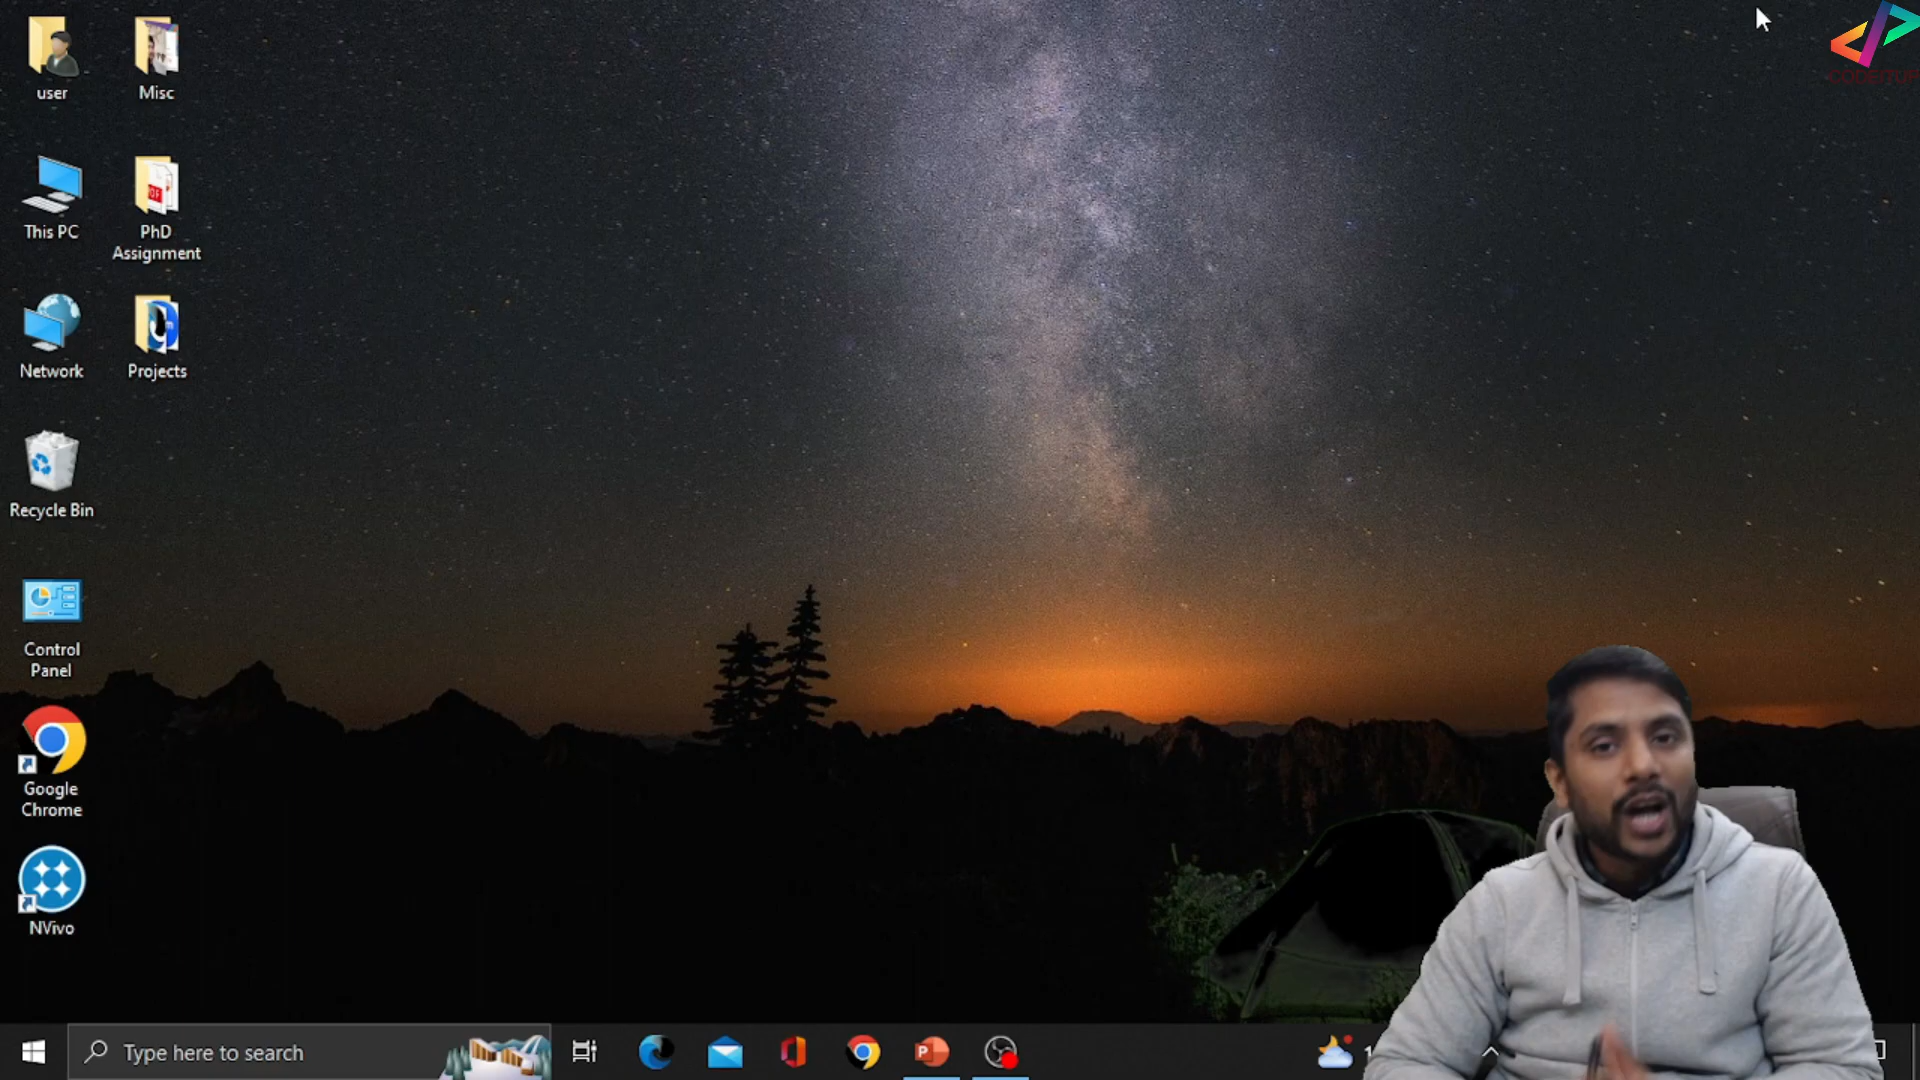 user
Misc
This PC
PhD
Assignment
Network
Projects
Recycle Bin
Control
Panel
Google
Chrome
NVivo
Type here to search
CODEITUP